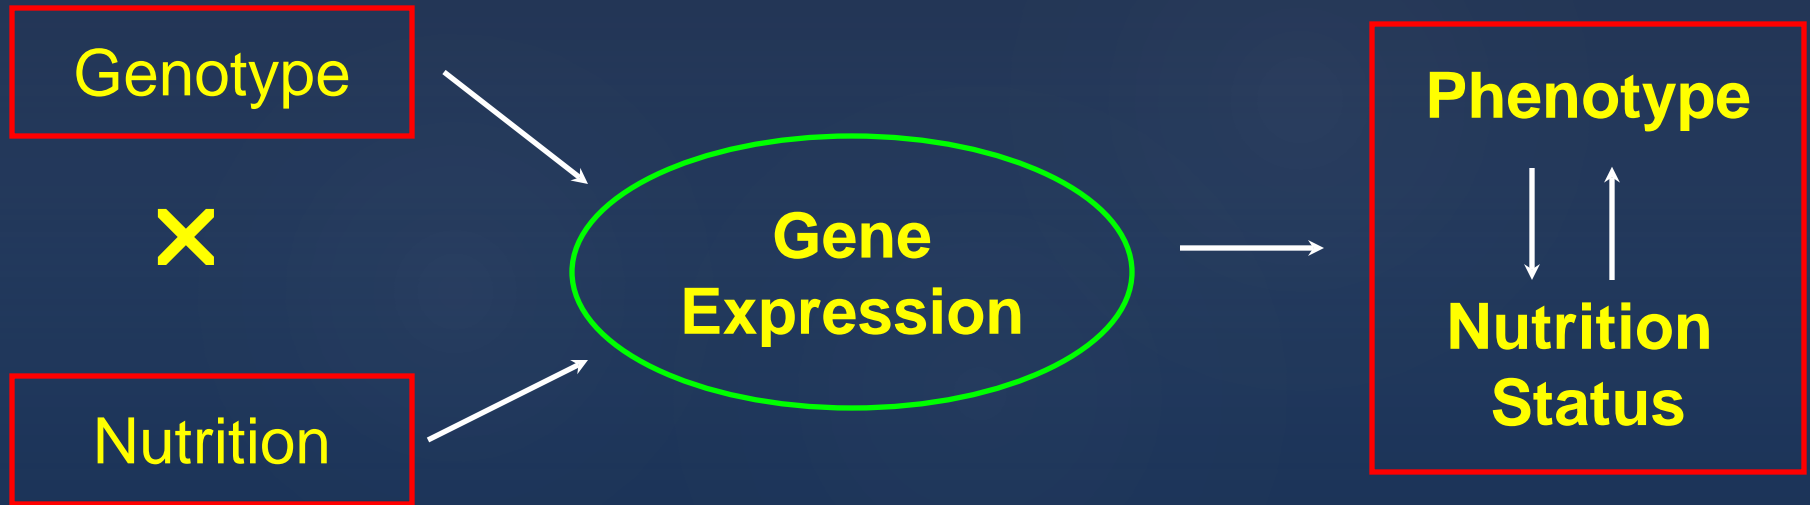 Genotype
×
Nutrition
Gene
Expression
Phenotype
Nutrition
Status